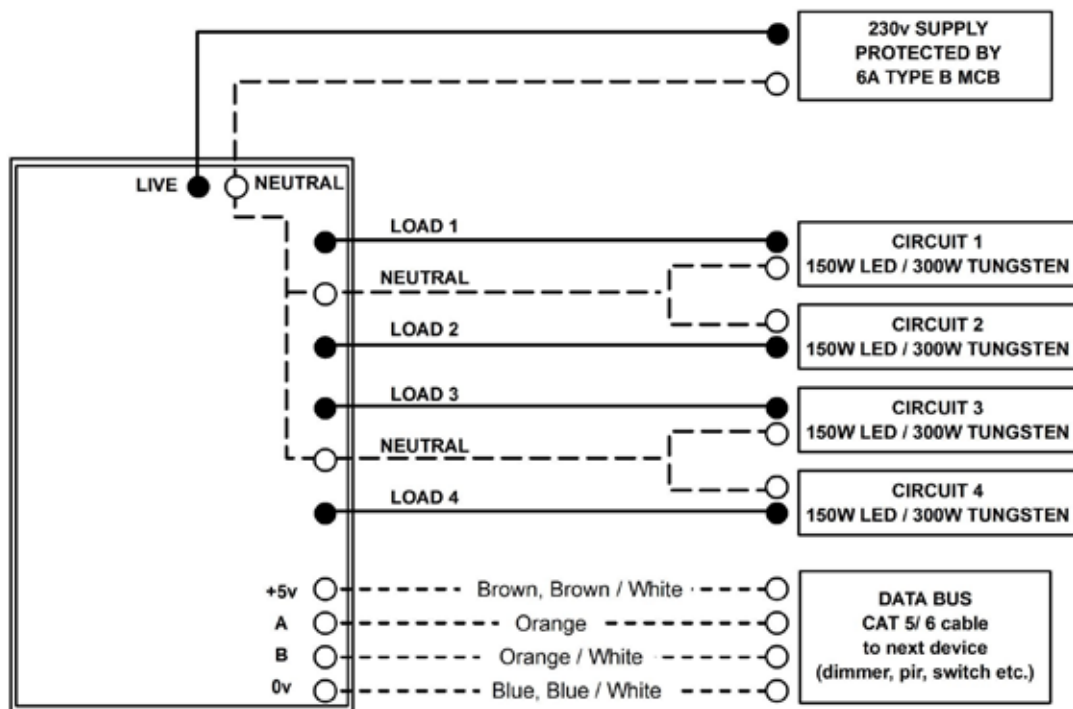 230v SUPPLY
PROTECTED BY
6A TYPE B MCB
LIVE
NEUTRAL
LOAD 1
CIRCUIT 1
150W LED / 300W TUNGSTEN
NEUTRAL
LOAD 2
CIRCUIT 2
150W LED / 300W TUNGSTEN
LOAD 3
CIRCUIT 3
150W LED / 300W TUNGSTEN
NEUTRAL
LOAD 4
CIRCUIT 4
150W LED / 300W TUNGSTEN
+5v
Brown, Brown / White
A
Orange
B
Orange / White
0v
Blue, Blue / White
DATA BUS
CAT 5/ 6 cable
to next device
(dimmer, pir, switch etc.)